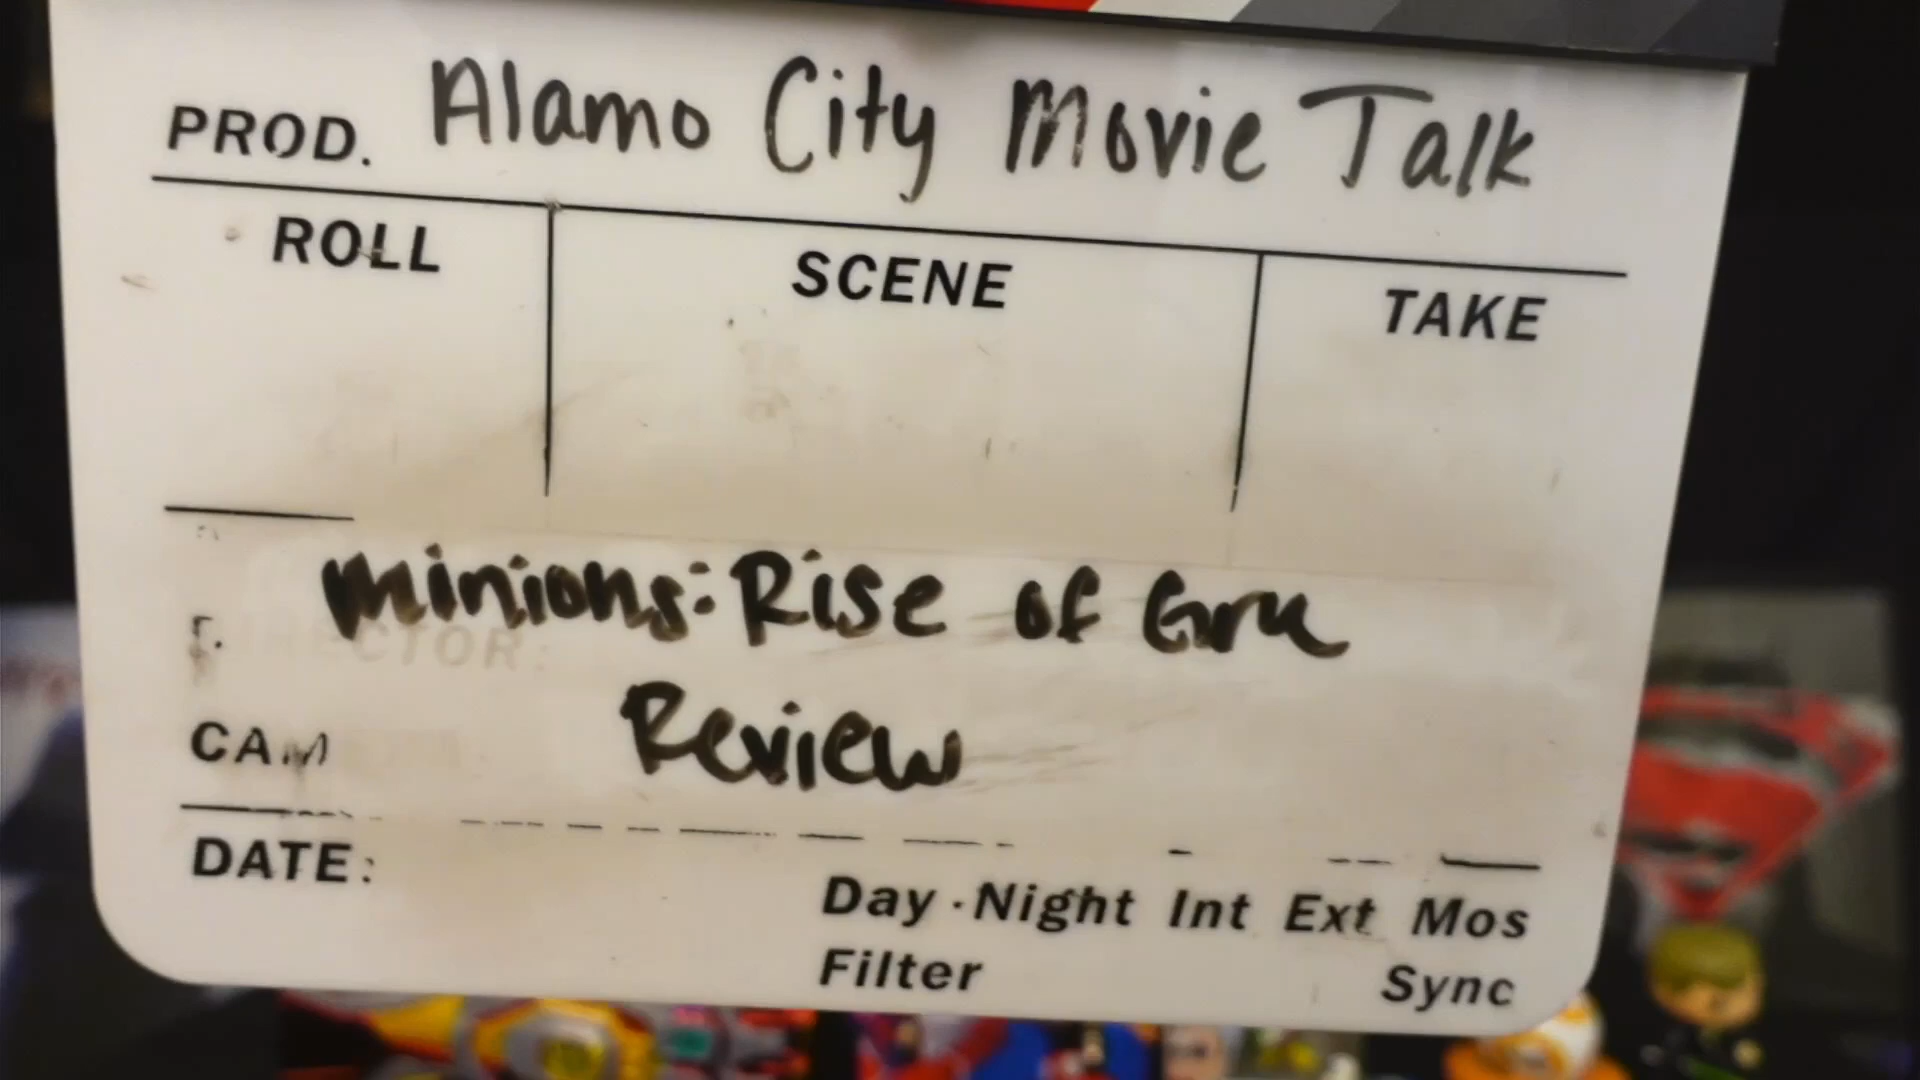 PROD. Alamo City Movie Talk
ROLL SCENE TAKE
Minions: Rise of Gru
Review
DATE:
Day · Night Int Ext Mos
Filter Sync